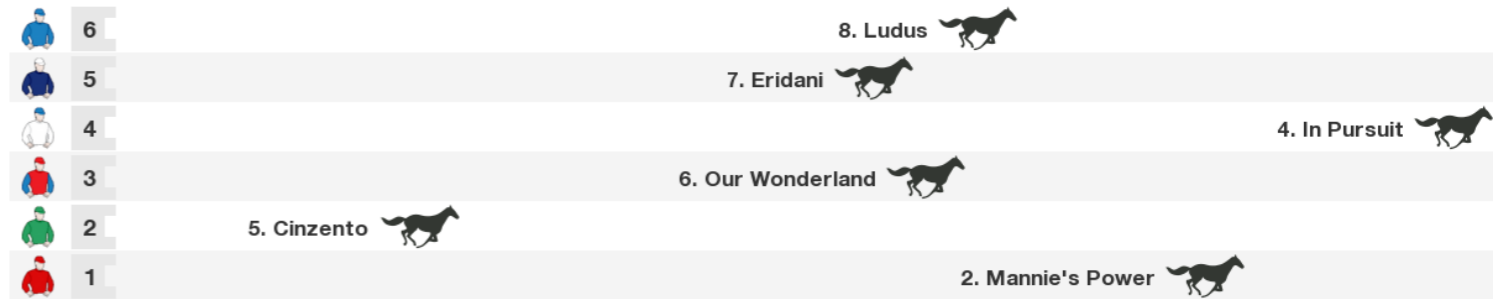 6 8. Ludus
5 7. Eridani
4 4. In Pursuit
3 6. Our Wonderland
2 5. Cinzento
1 2. Mannie's Power